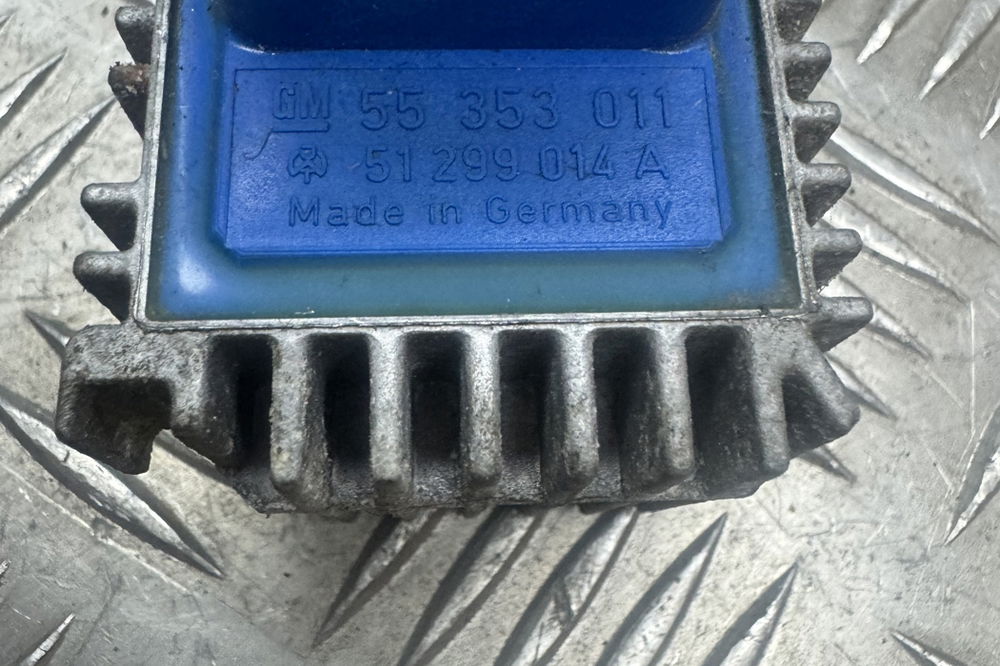 GM 55 353 011
51 299 014 A
Made in Germany